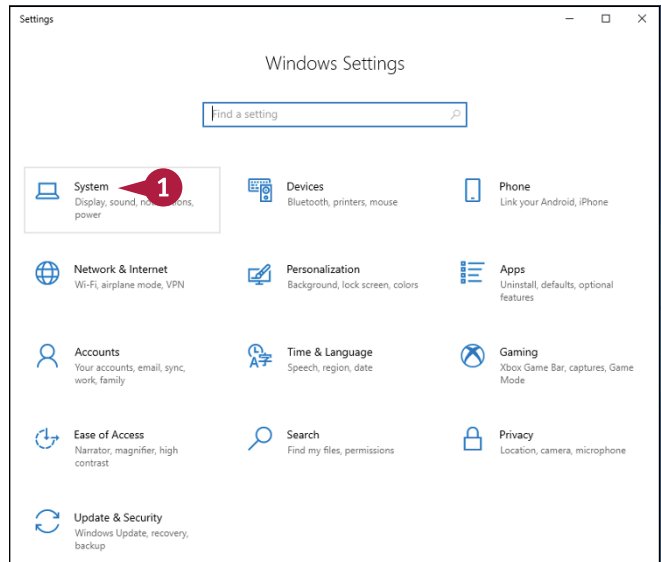 Settings
Windows Settings
Find a setting
System
Display, sound, no ons,
power
1
Devices
Bluetooth, printers, mouse
Phone
Link your Android, iPhone
Network & Internet
Wi-Fi, airplane mode, VPN
Personalization
Background, lock screen, colors
Apps
Uninstall, defaults, optional
features
Accounts
Your accounts, email, sync,
work, family
Time & Language
Speech, region, date
Gaming
Xbox Game Bar, captures, Game
Mode
Ease of Access
Narrator, magnifier, high
contrast
Search
Find my files, permissions
Privacy
Location, camera, microphone
Update & Security
Windows Update, recovery,
backup